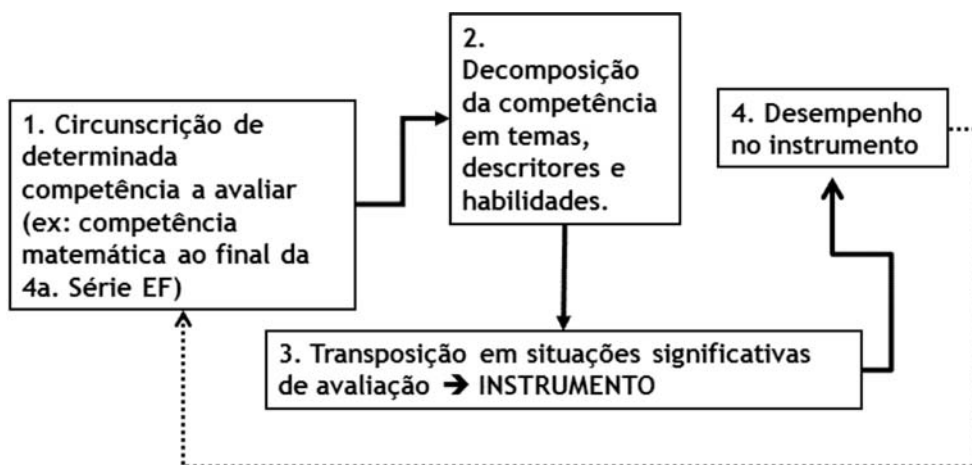 1. Circunscrição de
determinada
competência a avaliar
(ex: competência
matemática ao final da
4a. Série EF)
2.
Decomposição
da competência
em temas,
descritores e
habilidades.
3. Transposição em situações significativas
de avaliação ➔ INSTRUMENTO
4. Desempenho
no instrumento